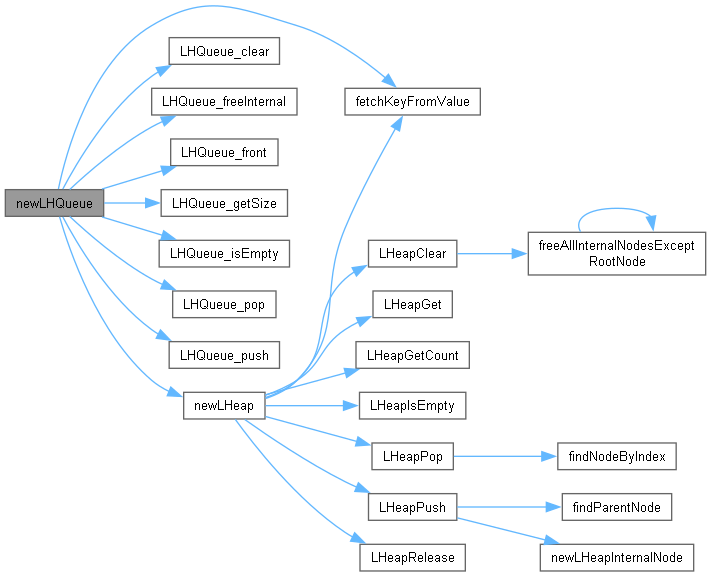 LHQueue_clear
LHQueue_freeInternal
fetchKeyFromValue
LHQueue_front
newLHQueue
LHQueue_getSize
LHQueue_isEmpty
LHeapClear
freeAllInternalNodesExcept
RootNode
LHQueue_pop
LHeapGet
LHQueue_push
LHeapGetCount
newLHeap
LHeapIsEmpty
LHeapPop
findNodeByIndex
LHeapPush
findParentNode
LHeapRelease
newLHeapInternalNode